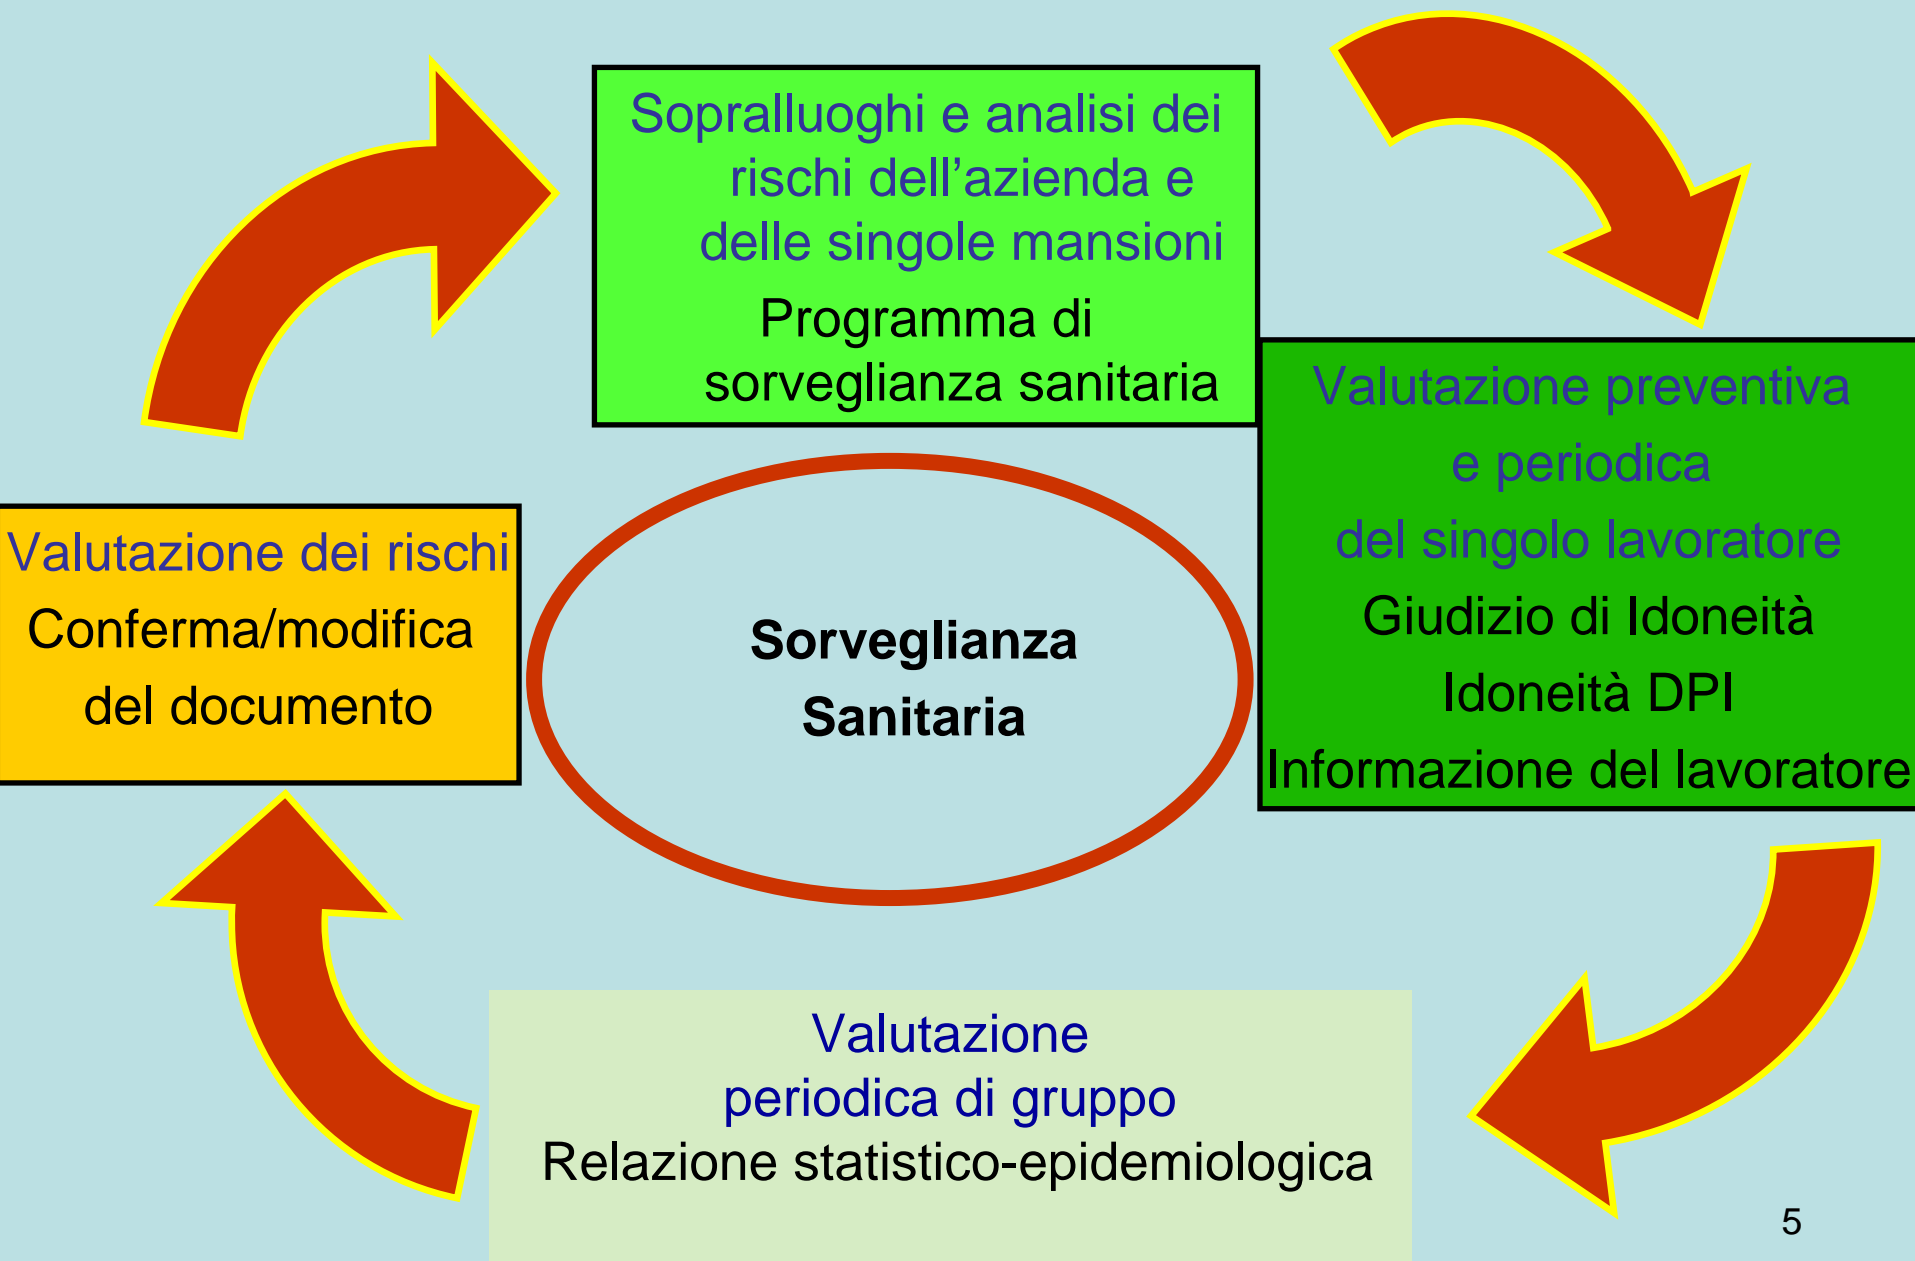 Sopralluoghi e analisi dei
rischi dell’azienda e
delle singole mansioni
Programma di
sorveglianza sanitaria
Valutazione preventiva
e periodica
del singolo lavoratore
Giudizio di Idoneità
Idoneità DPI
Informazione del lavoratore
Valutazione dei rischi
Conferma/modifica
del documento
Sorveglianza
Sanitaria
Valutazione
periodica di gruppo
Relazione statistico-epidemiologica
5